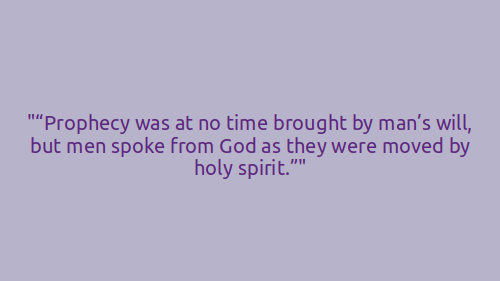 "“Prophecy was at no time brought by man’s will,
but men spoke from God as they were moved by
holy spirit.”"